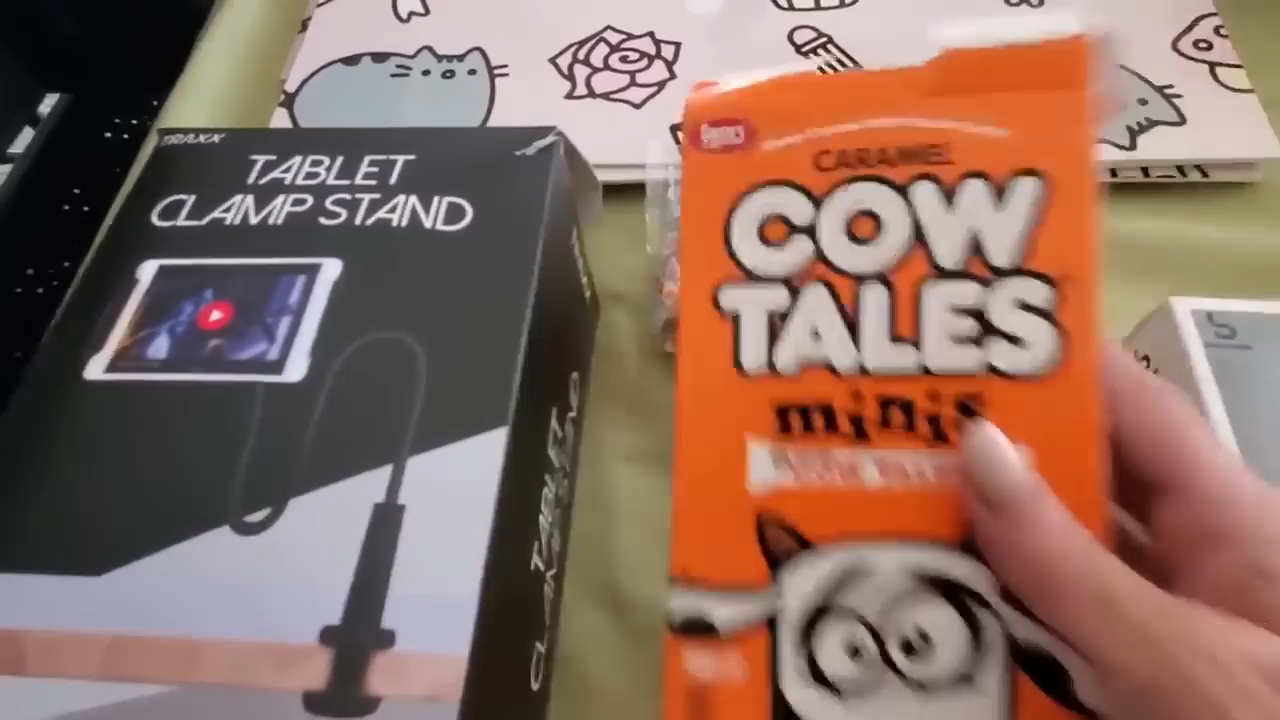 TRAXX
TABLET
CLAMP STAND
TABLET
CLAMP STAND
CARAMEL
COW
TALES
minis